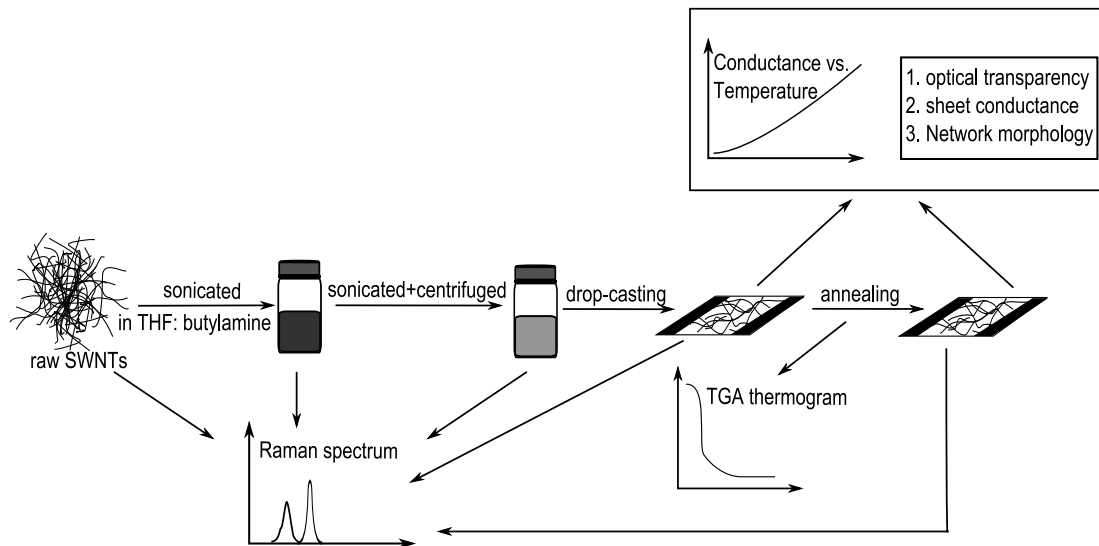 Conductance vs.
Temperature
1. optical transparency
2. sheet conductance
3. Network morphology
sonicated
in THF: butylamine
sonicated+centrifuged
drop-casting
annealing
raw SWNTs
TGA thermogram
Raman spectrum